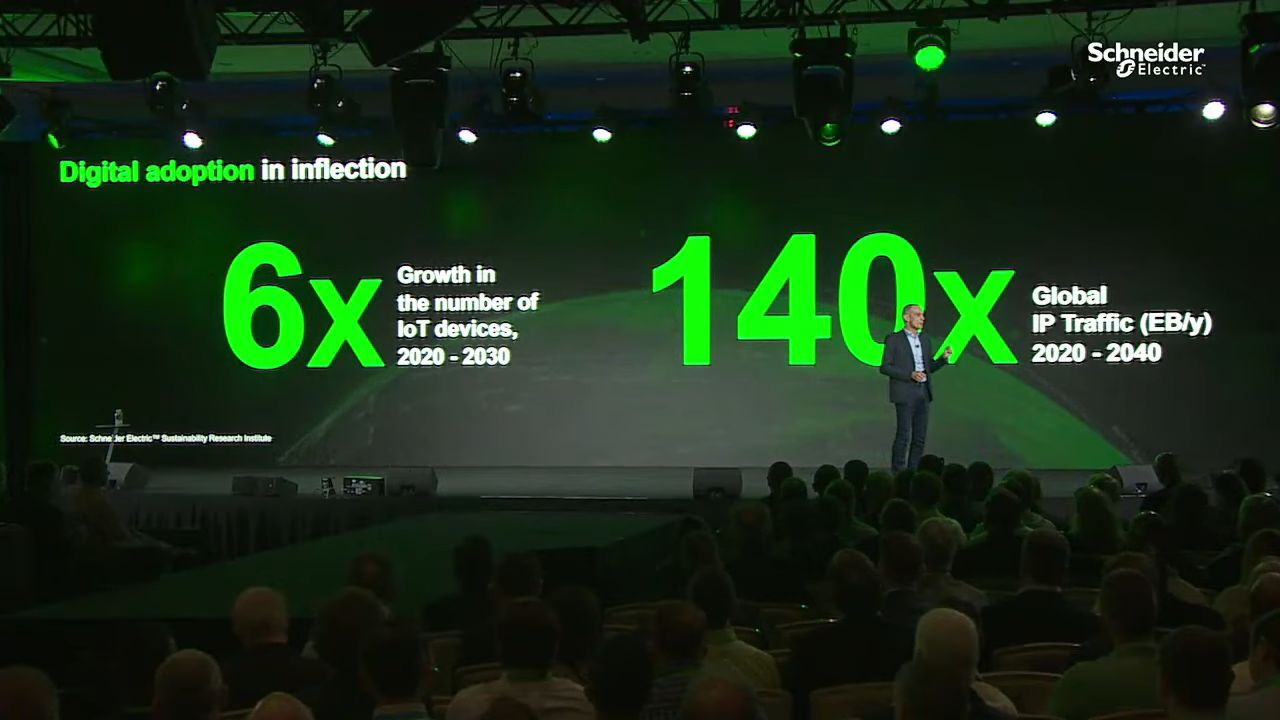 Schneider
Electric™
Digital adoption in inflection
6x
Growth in
the number of
IoT devices,
2020 - 2030
140x
Global
IP Traffic (EB/y)
2020 - 2040
Source: Schneider Electric™ Sustainability Research Institute